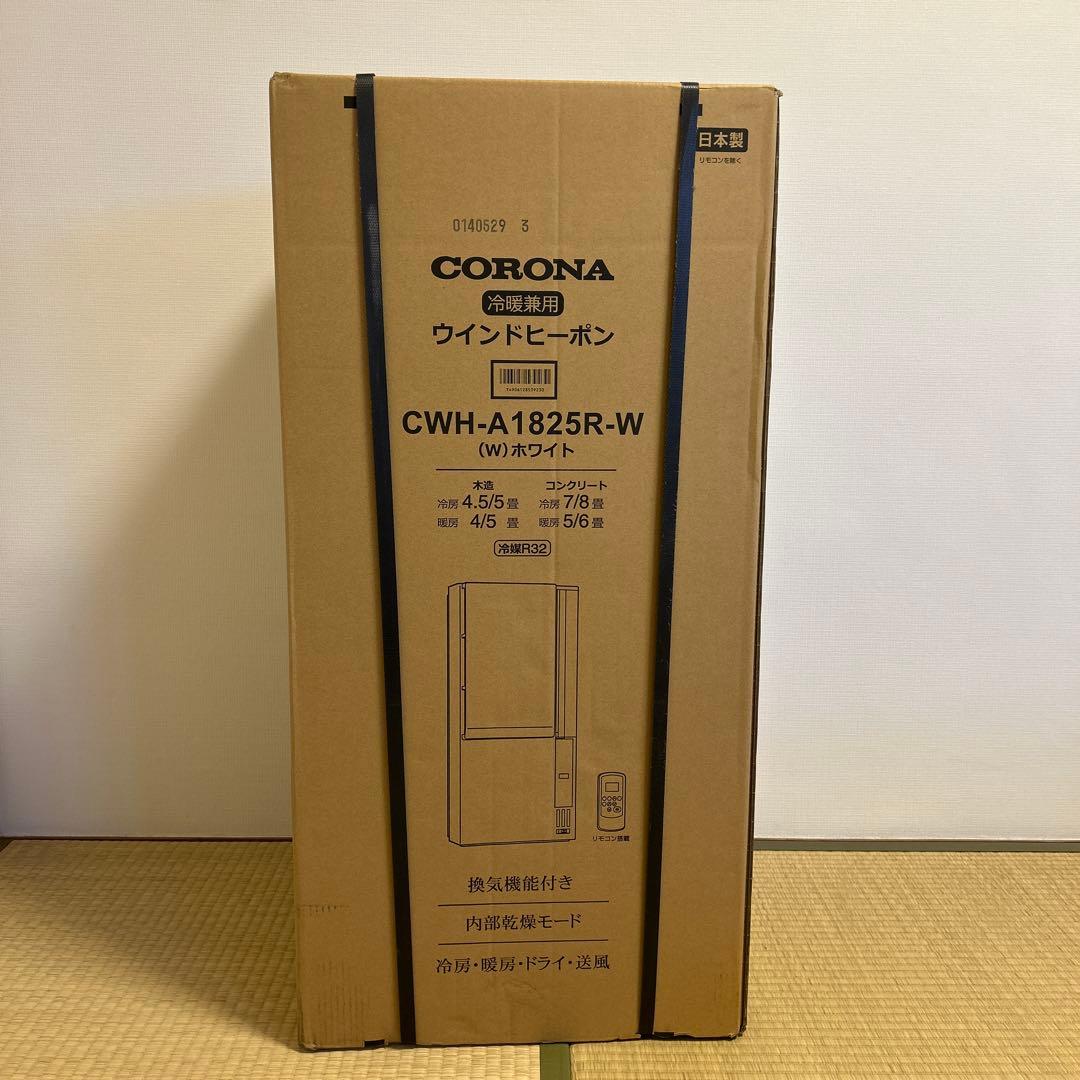 日本製
リモコンを除く
0140529 3
CORONA
冷暖兼用
ウインドヒーポン
CWH-A1825R-W
(W)ホワイト
木造 コンクリート
冷房 4.5/5 畳 冷房 7/8 畳
暖房 4/5 畳 暖房 5/6 畳
冷媒R32
リモコン搭載
換気機能付き
内部乾燥モード
冷房・暖房・ドライ・送風